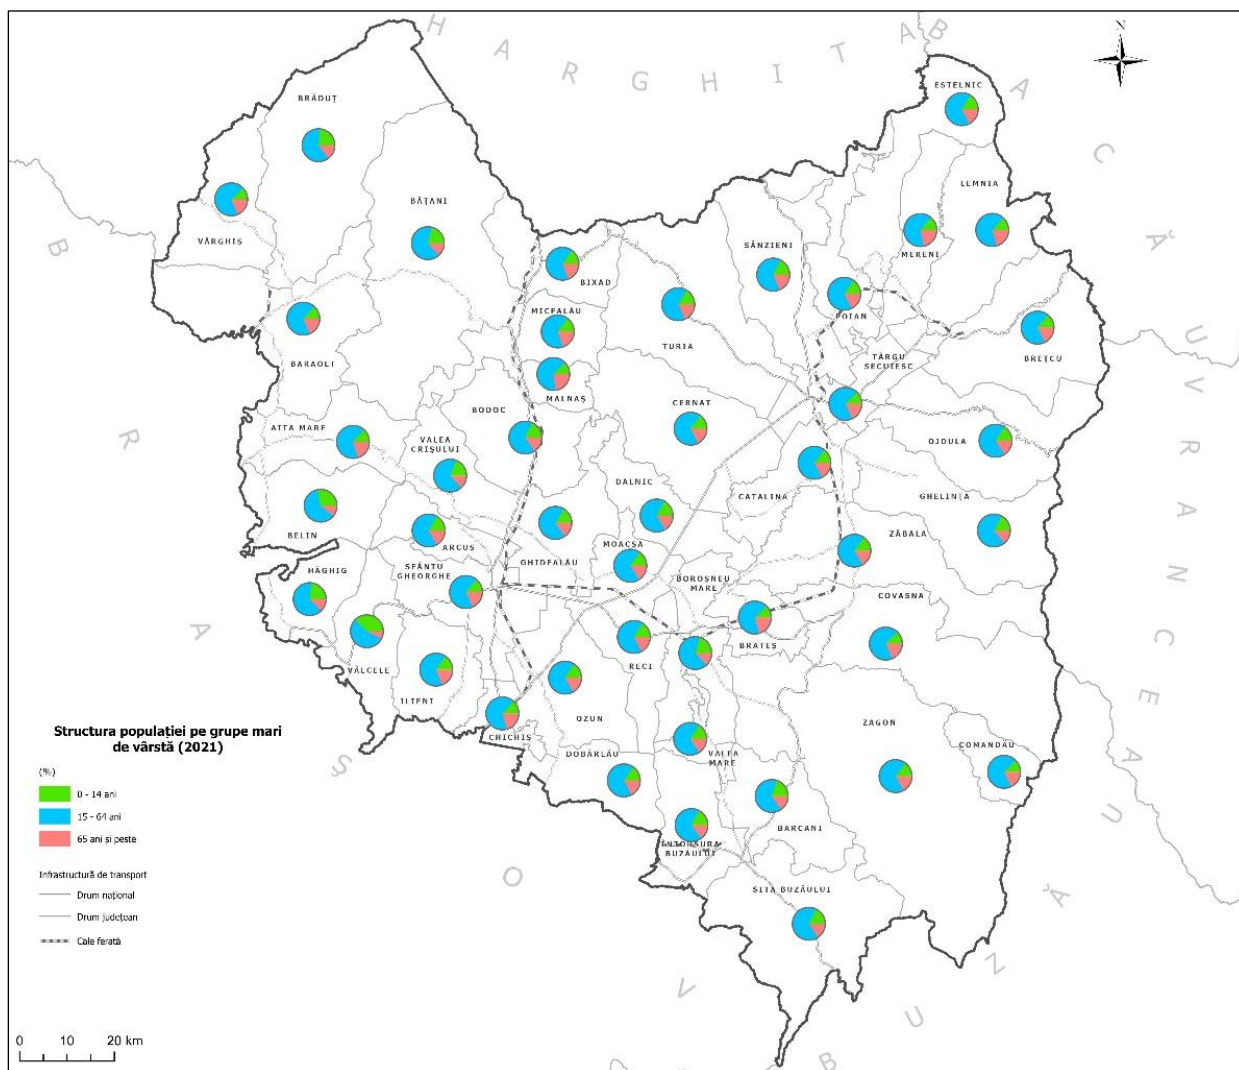 HARGHITA
BACĂU
VRANCEA
BUZĂU
BRAȘOV
N
ESTELNIC
BRĂDUȚ
LEMNIA
BĂȚANI
VÂRGHIȘ
SÂNZIENI
MERENI
BIXAD
MICFALĂU
POIAN
TURIA
BARAOLT
TÂRGU
SECUIESC
BREȚCU
MALNAȘ
CERNAT
BODOC
AITA MARE
VALEA
CRIȘULUI
OJDULA
DALNIC
CATALINA
GHELINȚA
BELIN
ARCUȘ
MOACȘA
ZĂBALA
GHIDFALĂU
HĂGHIG
SFÂNTU
GHEORGHE
BOROȘNEU
MARE
COVASNA
BRATEȘ
RECI
VÂLCELE
ILIENI
OZUN
ZAGON
CHICHIȘ
DOBÂRLĂU
VALEA
MARE
COMANDĂU
BARCANI
ÎNTORSURA
BUZĂULUI
SITA BUZĂULUI
Structura populației pe grupe mari
de vârstă (2021)
(%)
0 - 14 ani
15 - 64 ani
65 ani și peste
Infrastructură de transport
Drum național
Drum județean
Cale ferată
0 10 20 km